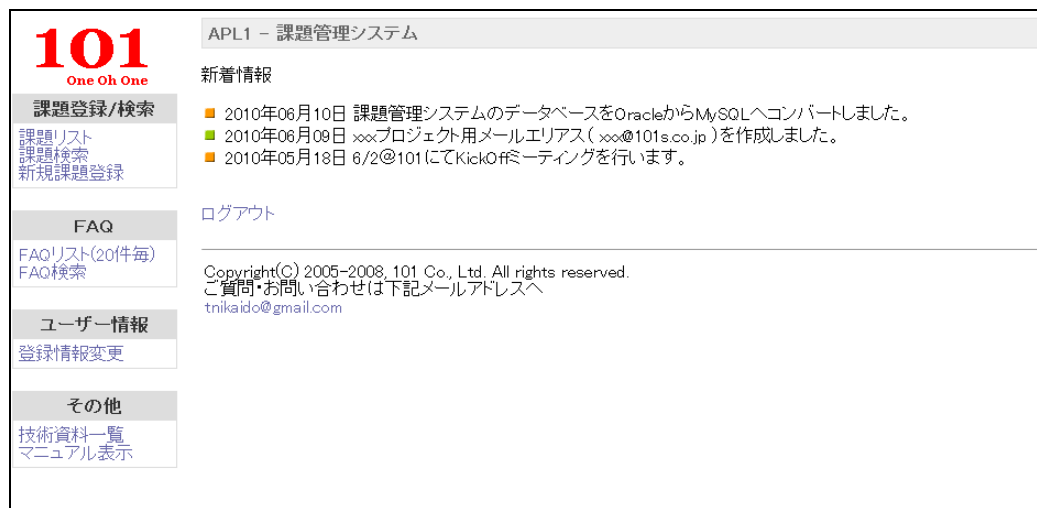 101
One Oh One
課題登録/検索
課題リスト
課題検索
新規課題登録
FAQ
FAQリスト(20件毎)
FAQ検索
ユーザー情報
登録情報変更
その他
技術資料一覧
マニュアル表示
APL1 - 課題管理システム
新着情報
2010年06月10日 課題管理システムのデータベースをOracleからMySQLへコンバートしました。
2010年06月09日 xxxプロジェクト用メールエリアス( xxx@101s.co.jp )を作成しました。
2010年05月18日 6/2@101にてKickOffミーティングを行います。
ログアウト
Copyright(C) 2005-2008, 101 Co., Ltd. All rights reserved.
ご質問・お問い合わせは下記メールアドレスへ
tnikaido@gmail.com